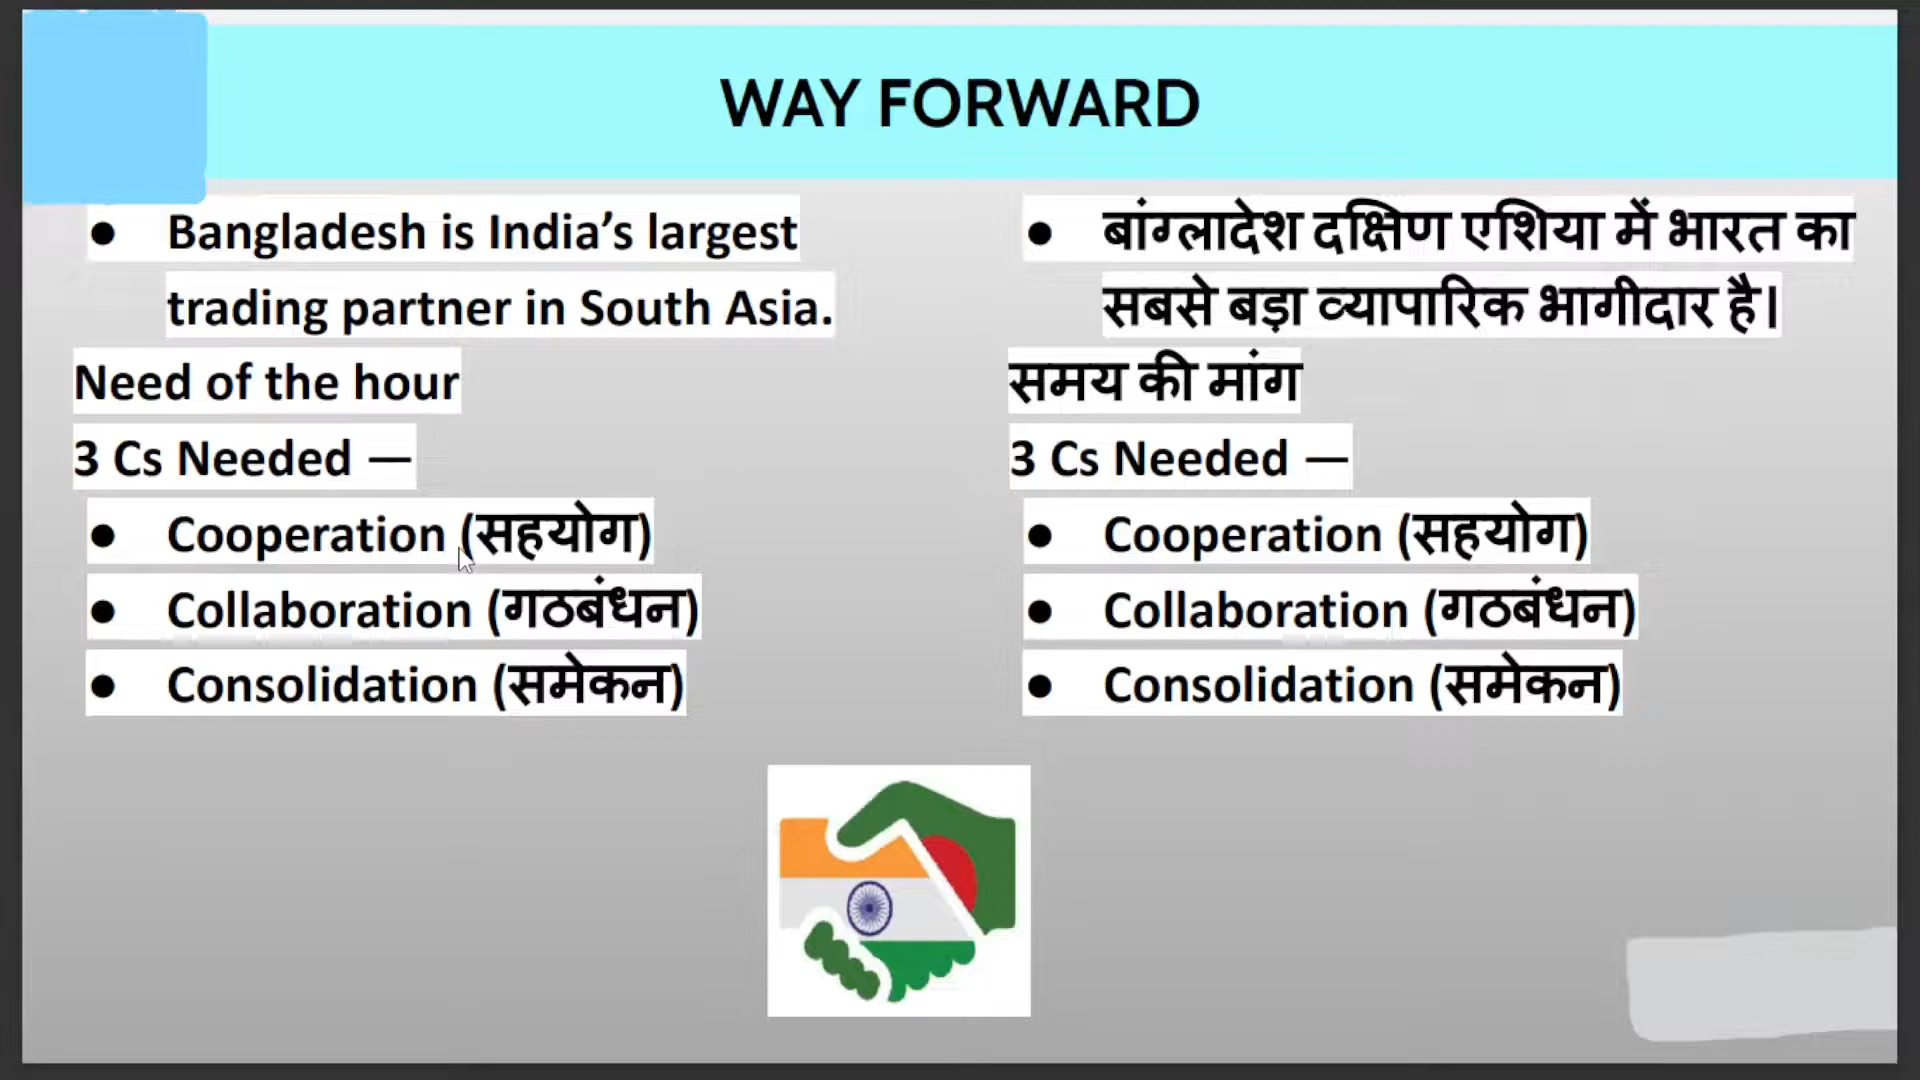 WAY FORWARD
● Bangladesh is India’s largest
trading partner in South Asia.
Need of the hour
3 Cs Needed —
● Cooperation (सहयोग)
● Collaboration (गठबंधन)
● Consolidation (समेकन)
● बांग्लादेश दक्षिण एशिया में भारत का
सबसे बड़ा व्यापारिक भागीदार है।
समय की मांग
3 Cs Needed —
● Cooperation (सहयोग)
● Collaboration (गठबंधन)
● Consolidation (समेकन)